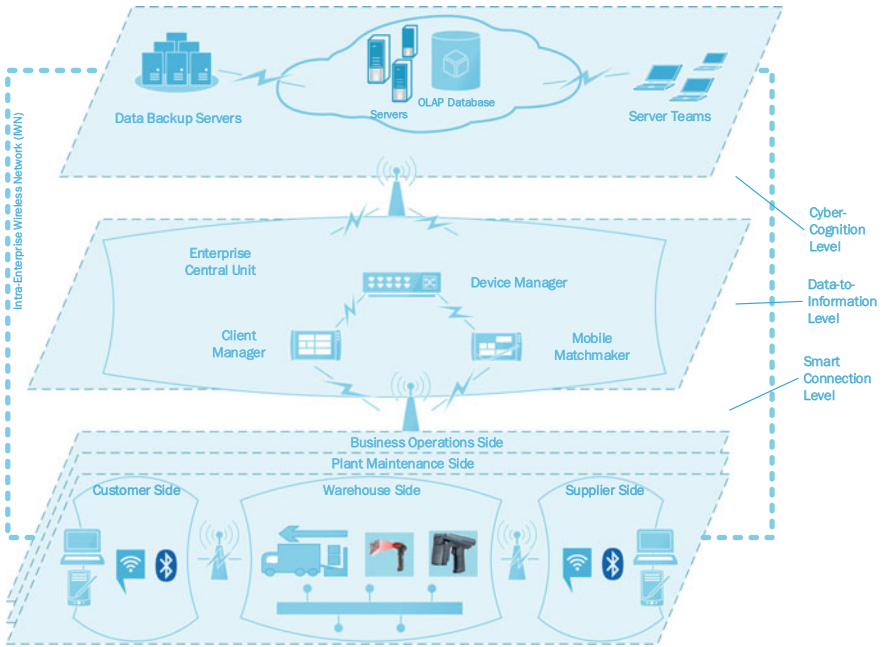 Data Backup Servers
Servers
OLAP Database
Server Teams
Intra-Enterprise Wireless Network (IWN)
Cyber-
Cognition
Level
Enterprise
Central Unit
Device Manager
Data-to-
Information
Level
Client
Manager
Mobile
Matchmaker
Smart
Connection
Level
Business Operations Side
Plant Maintenance Side
Customer Side
Warehouse Side
Supplier Side